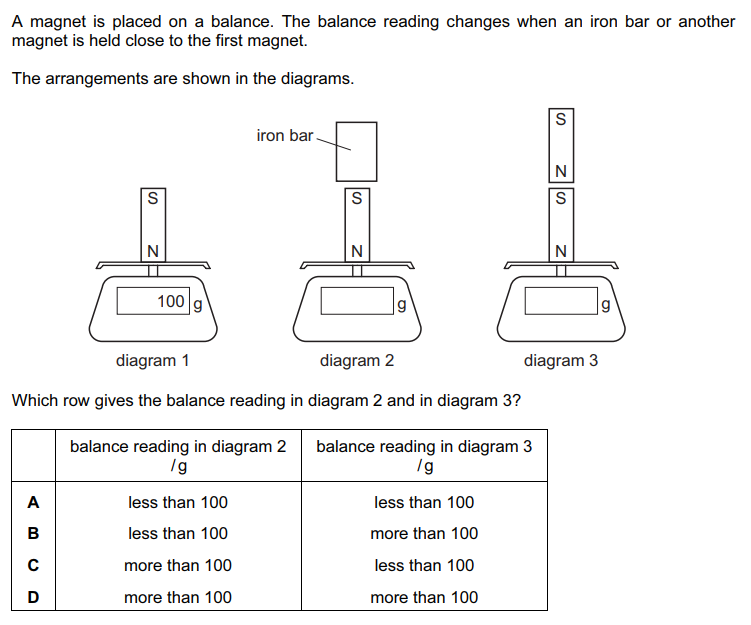 A magnet is placed on a balance. The balance reading changes when an iron bar or another
magnet is held close to the first magnet.
The arrangements are shown in the diagrams.
iron bar
S
N
S
N
S
N
S
N
100 g
g
g
diagram 1
diagram 2
diagram 3
Which row gives the balance reading in diagram 2 and in diagram 3?
balance reading in diagram 2
/g
balance reading in diagram 3
/g
A less than 100 less than 100
B less than 100 more than 100
C more than 100 less than 100
D more than 100 more than 100